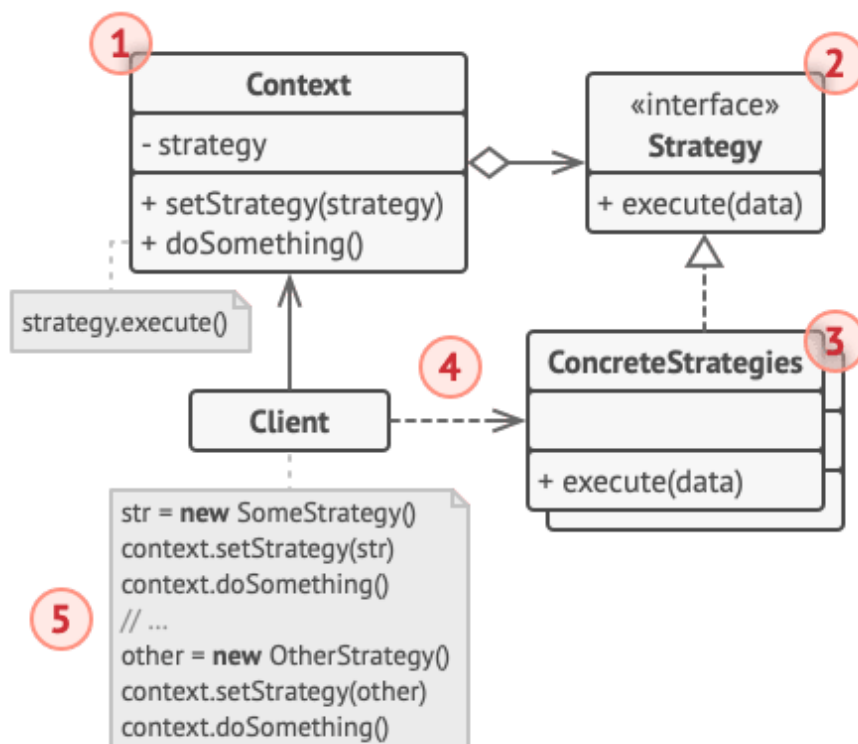 1
Context
- strategy
+ setStrategy(strategy)
+ doSomething()
2
«interface»
Strategy
+ execute(data)
strategy.execute()
3
ConcreteStrategies
+ execute(data)
4
Client
5
str = new SomeStrategy()
context.setStrategy(str)
context.doSomething()
// ...
other = new OtherStrategy()
context.setStrategy(other)
context.doSomething()